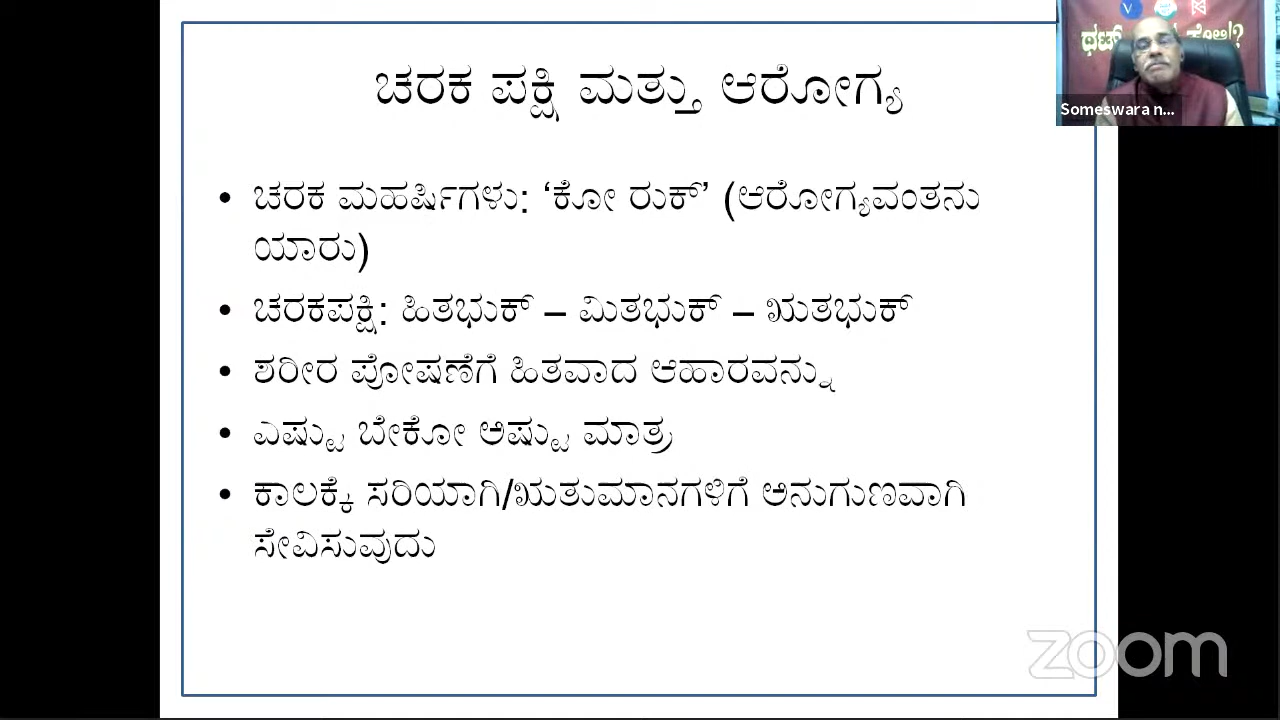 ಚರಕ ಪಕ್ಷಿ ಮತ್ತು ಆರೋಗ್ಯ
• ಚರಕ ಮಹರ್ಷಿಗಳು: ‘ಕೋ ರುಕ್’ (ಆರೋಗ್ಯವಂತನು
ಯಾರು)
• ಚರಕಪಕ್ಷಿ: ಹಿತಭುಕ್ – ಮಿತಭುಕ್ – ಋತಭುಕ್
• ಶರೀರ ಪೋಷಣೆಗೆ ಹಿತವಾದ ಆಹಾರವನ್ನು
• ಎಷ್ಟು ಬೇಕೋ ಅಷ್ಟು ಮಾತ್ರ
• ಕಾಲಕ್ಕೆ ಸರಿಯಾಗಿ/ಋತುಮಾನಗಳಿಗೆ ಅನುಗುಣವಾಗಿ
ಸೇವಿಸುವುದು
Someswara n...
zoom